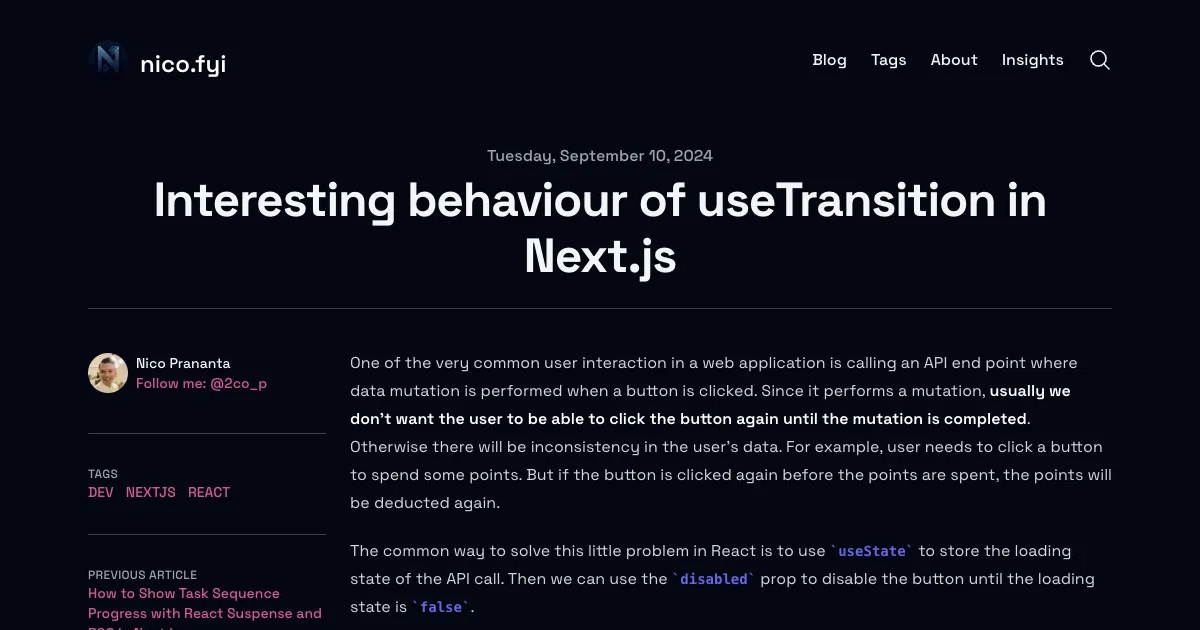 nico.fyi
Blog Tags About Insights
Tuesday, September 10, 2024
Interesting behaviour of useTransition in
Next.js
Nico Prananta
Follow me: @2co_p
TAGS
DEV NEXTJS REACT
PREVIOUS ARTICLE
How to Show Task Sequence
Progress with React Suspense and
One of the very common user interaction in a web application is calling an API end point where
data mutation is performed when a button is clicked. Since it performs a mutation, usually we
don't want the user to be able to click the button again until the mutation is completed.
Otherwise there will be inconsistency in the user's data. For example, user needs to click a button
to spend some points. But if the button is clicked again before the points are spent, the points will
be deducted again.
The common way to solve this little problem in React is to use `useState` to store the loading
state of the API call. Then we can use the `disabled` prop to disable the button until the loading
state is `false`.